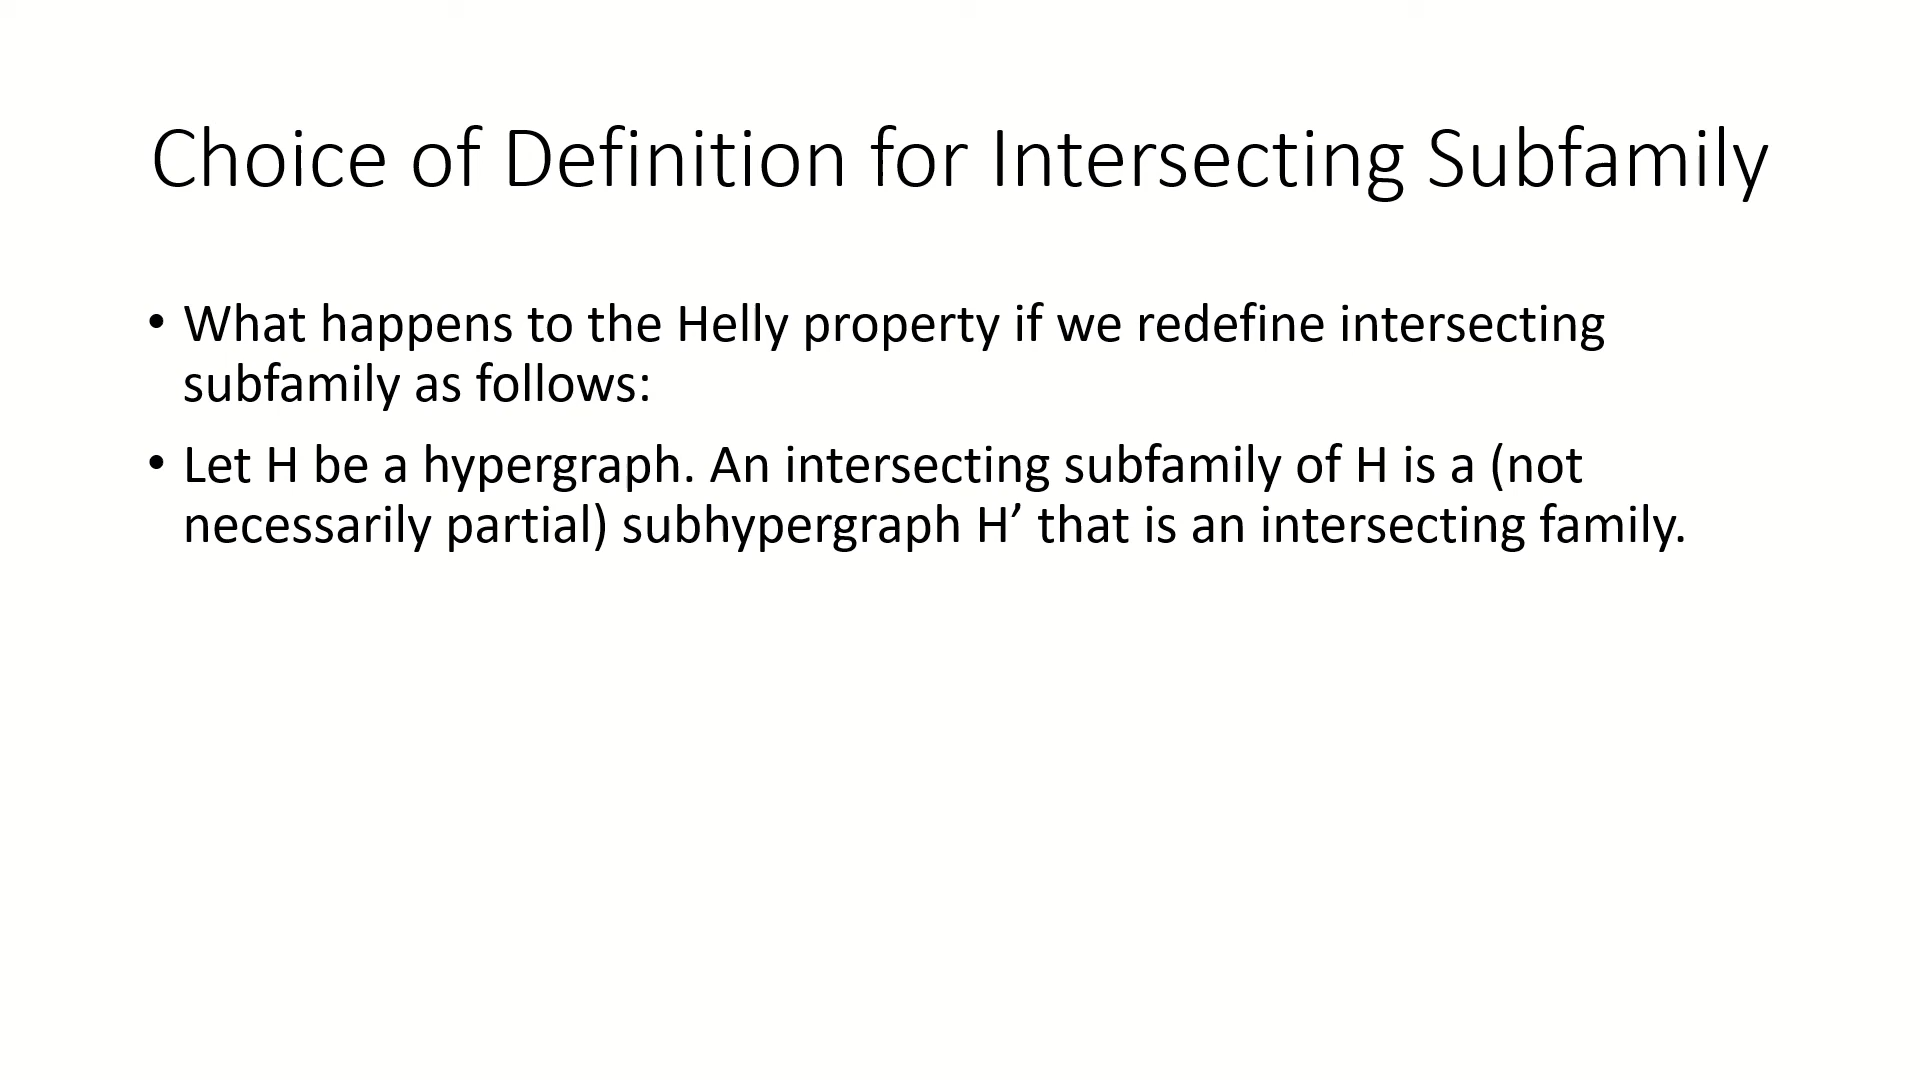 Choice of Definition for Intersecting Subfamily
• What happens to the Helly property if we redefine intersecting
subfamily as follows:
• Let H be a hypergraph. An intersecting subfamily of H is a (not
necessarily partial) subhypergraph H’ that is an intersecting family.